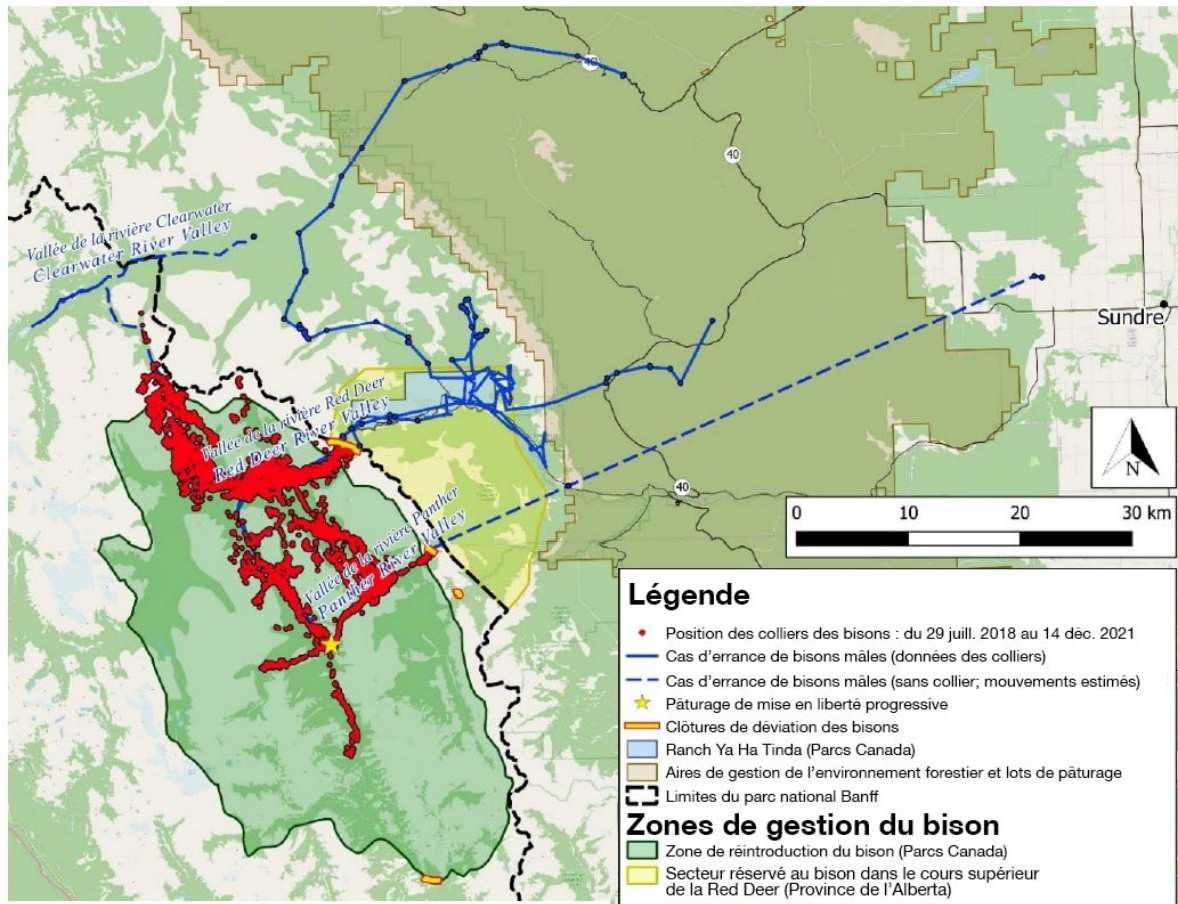 40
40
Vallée de la rivière Clearwater
Clearwater River Valley
Sundre
Vallée de la rivière Red Deer
Red Deer River Valley
40
Vallée de la rivière Panther
Panther River Valley
N
0 10 20 30 km
Légende
Position des colliers des bisons : du 29 juill. 2018 au 14 déc. 2021
Cas d'errance de bisons mâles (données des colliers)
Cas d'errance de bisons mâles (sans collier; mouvements estimés)
Pâturage de mise en liberté progressive
Clôtures de déviation des bisons
Ranch Ya Ha Tinda (Parcs Canada)
Aires de gestion de l'environnement forestier et lots de pâturage
Limites du parc national Banff
Zones de gestion du bison
Zone de réintroduction du bison (Parcs Canada)
Secteur réservé au bison dans le cours supérieur
de la Red Deer (Province de l'Alberta)